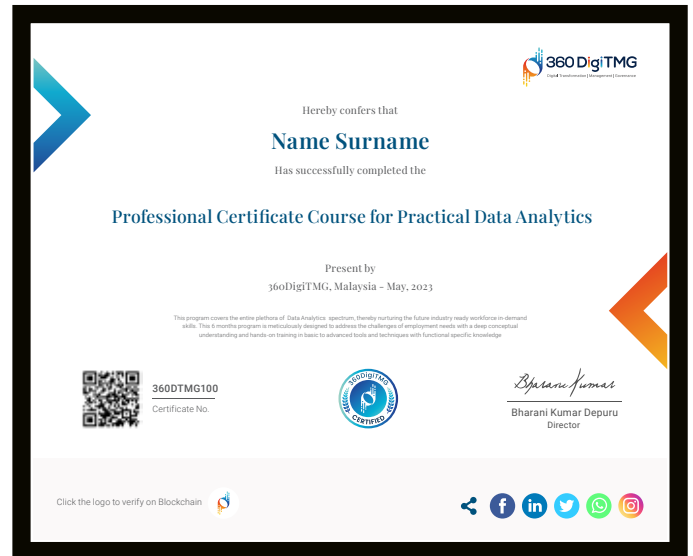 360DigiTMG
Digital Transformation | Management | Governance
Hereby confers that
Name Surname
Has successfully completed the
Professional Certificate Course for Practical Data Analytics
Present by
360DigiTMG, Malaysia - May, 2023
This program covers the entire plethora of Data Analytics spectrum, thereby nurturing the future industry ready workforce in-demand
skills. This 6 months program is meticulously designed to address the challenges of employment needs with a deep conceptual
understanding and hands-on training in basic to advanced tools and techniques with functional specific knowledge
360DTMG100
Certificate No.
360DigiTMG
CERTIFIED
Bharani Kumar
Bharani Kumar Depuru
Director
Click the logo to verify on Blockchain